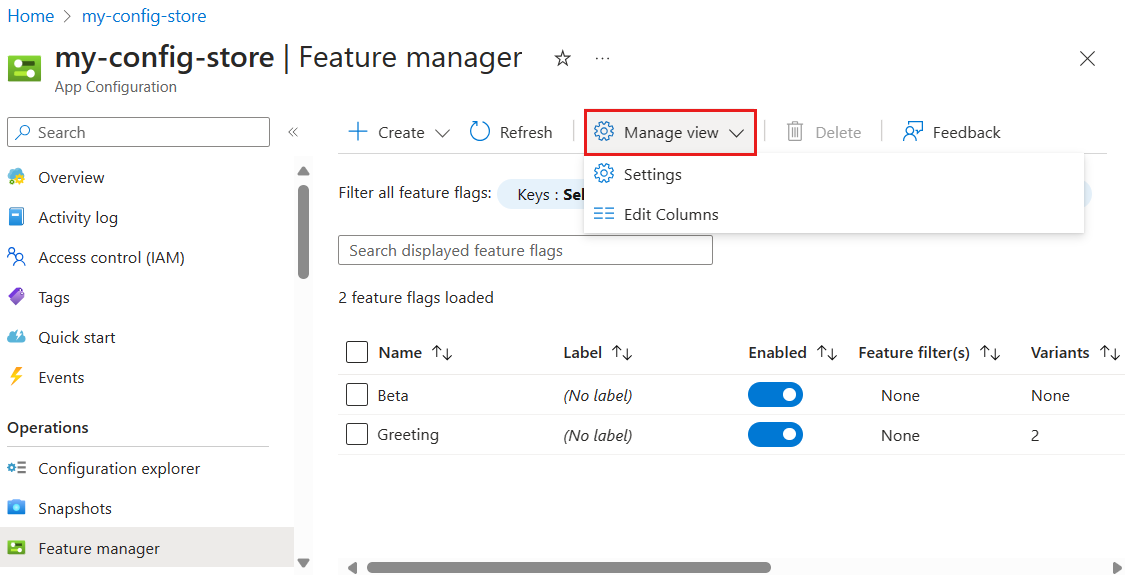 Home > my-config-store
my-config-store | Feature manager
App Configuration
Search
Create
Refresh
Manage view
Delete
Feedback
Settings
Edit Columns
Overview
Activity log
Access control (IAM)
Tags
Quick start
Events
Operations
Configuration explorer
Snapshots
Feature manager
Filter all feature flags:
Keys :
Search displayed feature flags
2 feature flags loaded
Name Label Enabled Feature filter(s) Variants
Beta (No label) None None
Greeting (No label) None 2